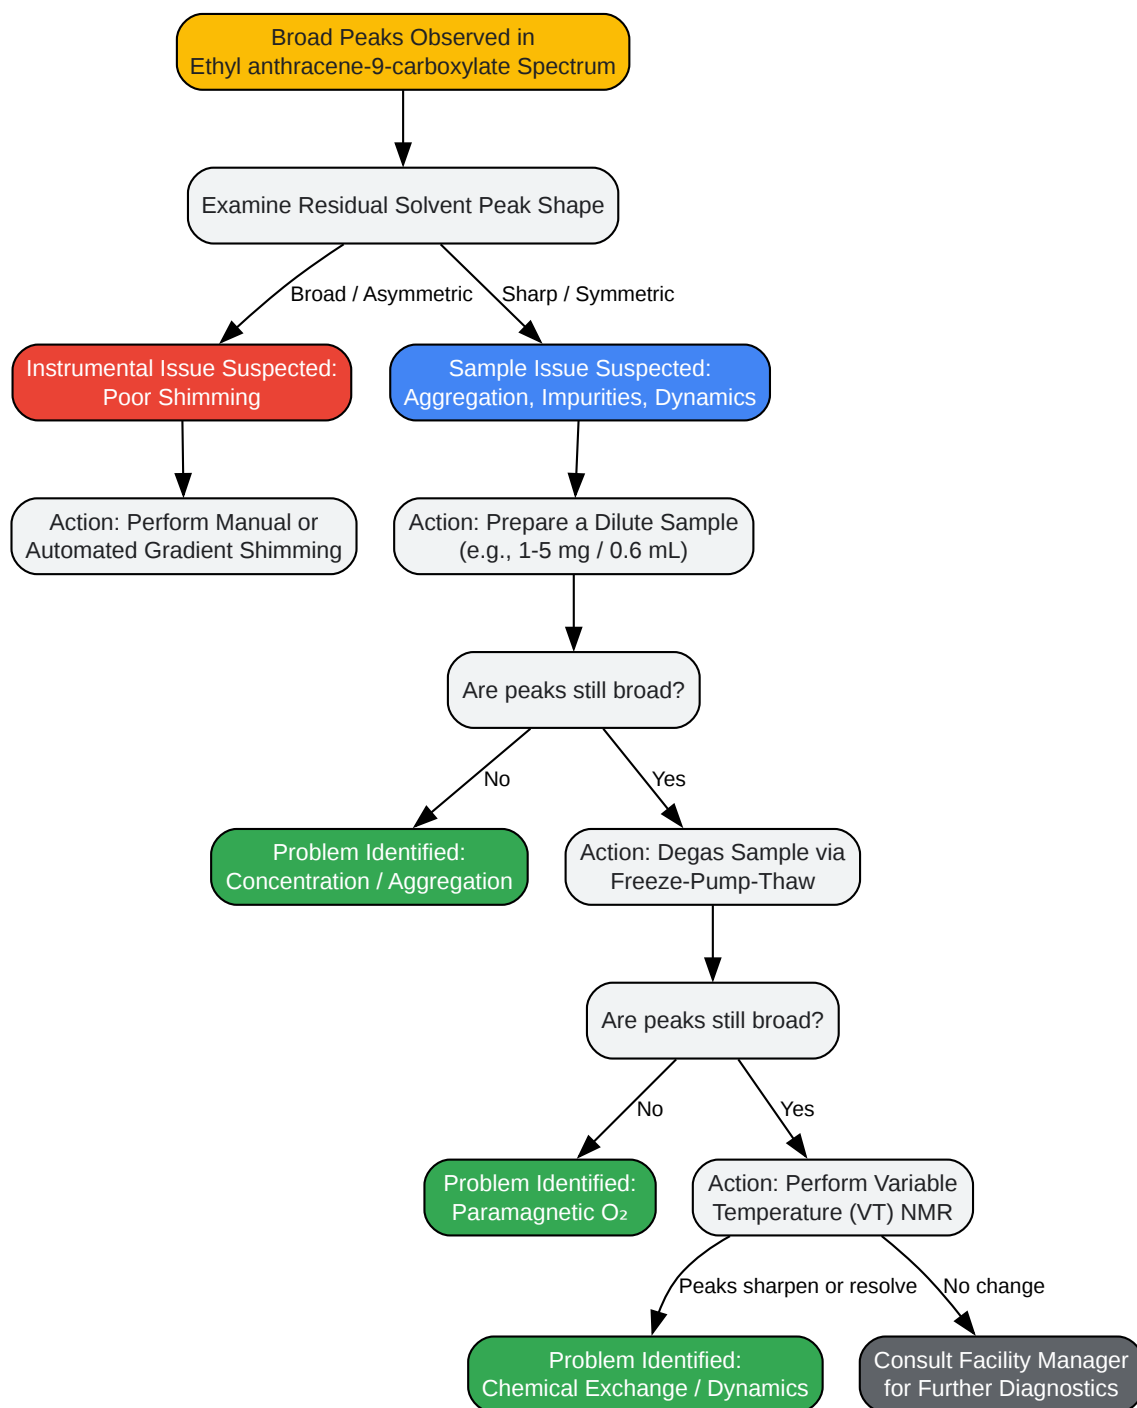 Broad Peaks Observed in
Ethyl anthracene-9-carboxylate Spectrum
Examine Residual Solvent Peak Shape
Broad / Asymmetric
Sharp / Symmetric
Instrumental Issue Suspected:
Poor Shimming
Sample Issue Suspected:
Aggregation, Impurities, Dynamics
Action: Perform Manual or
Automated Gradient Shimming
Action: Prepare a Dilute Sample
(e.g., 1-5 mg / 0.6 mL)
Are peaks still broad?
No
Yes
Problem Identified:
Concentration / Aggregation
Action: Degas Sample via
Freeze-Pump-Thaw
Are peaks still broad?
No
Yes
Problem Identified:
Paramagnetic O₂
Action: Perform Variable
Temperature (VT) NMR
Peaks sharpen or resolve
No change
Problem Identified:
Chemical Exchange / Dynamics
Consult Facility Manager
for Further Diagnostics